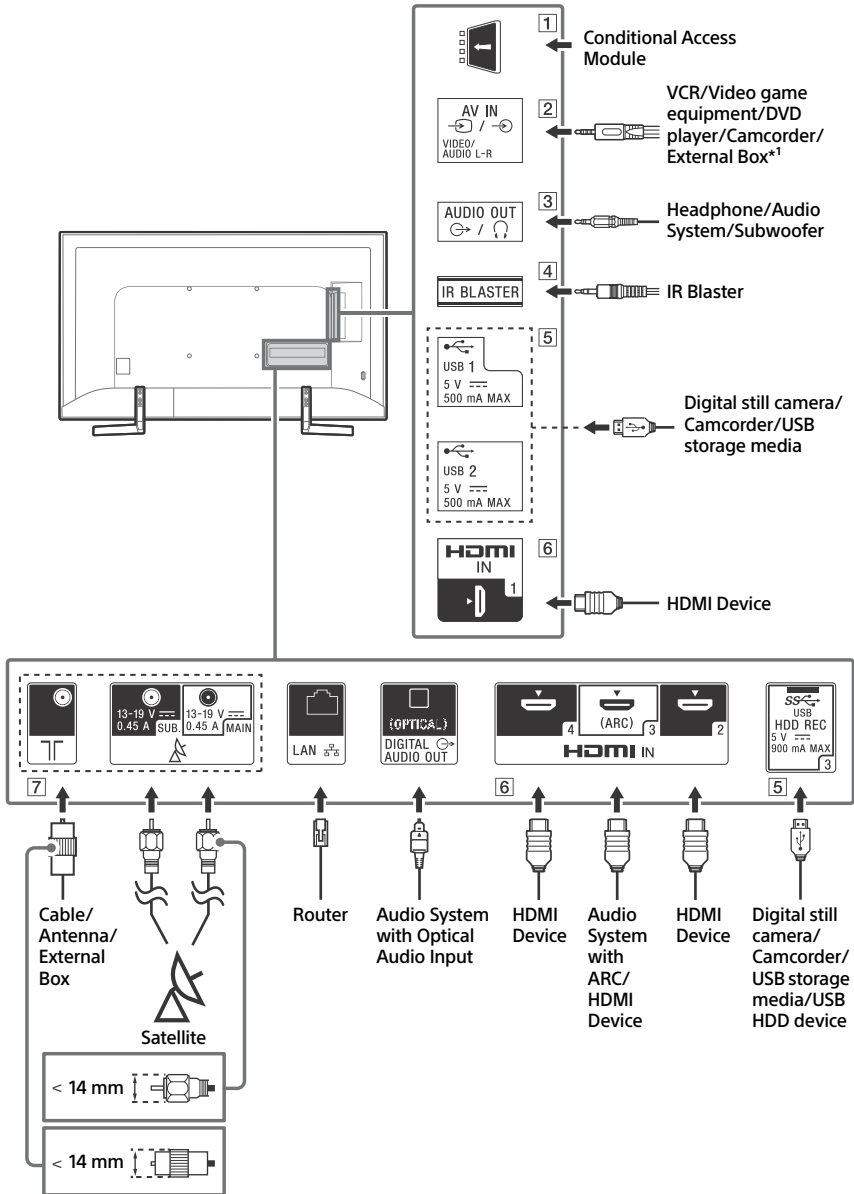 1
Conditional Access
Module
AV IN
/
VIDEO/
AUDIO L-R
2
VCR/Video game
equipment/DVD
player/Camcorder/
External Box*1
AUDIO OUT
/
3
Headphone/Audio
System/Subwoofer
4
IR BLASTER
IR Blaster
5
USB 1
5 V
500 mA MAX
USB 2
5 V
500 mA MAX
Digital still camera/
Camcorder/USB
storage media
6
HDMI
IN
1
HDMI Device
13-19 V
0.45 A SUB.
13-19 V
0.45 A MAIN
LAN
(OPTICAL)
DIGITAL
AUDIO OUT
4
(ARC) 3
2
HDMI IN
SS
USB
HDD REC
5 V
900 mA MAX
3
7
6
5
Cable/
Antenna/
External
Box
Satellite
Router
Audio System
with Optical
Audio Input
HDMI
Device
Audio
System
with
ARC/
HDMI
Device
HDMI
Device
Digital still
camera/
Camcorder/
USB storage
media/USB
HDD device
< 14 mm
< 14 mm